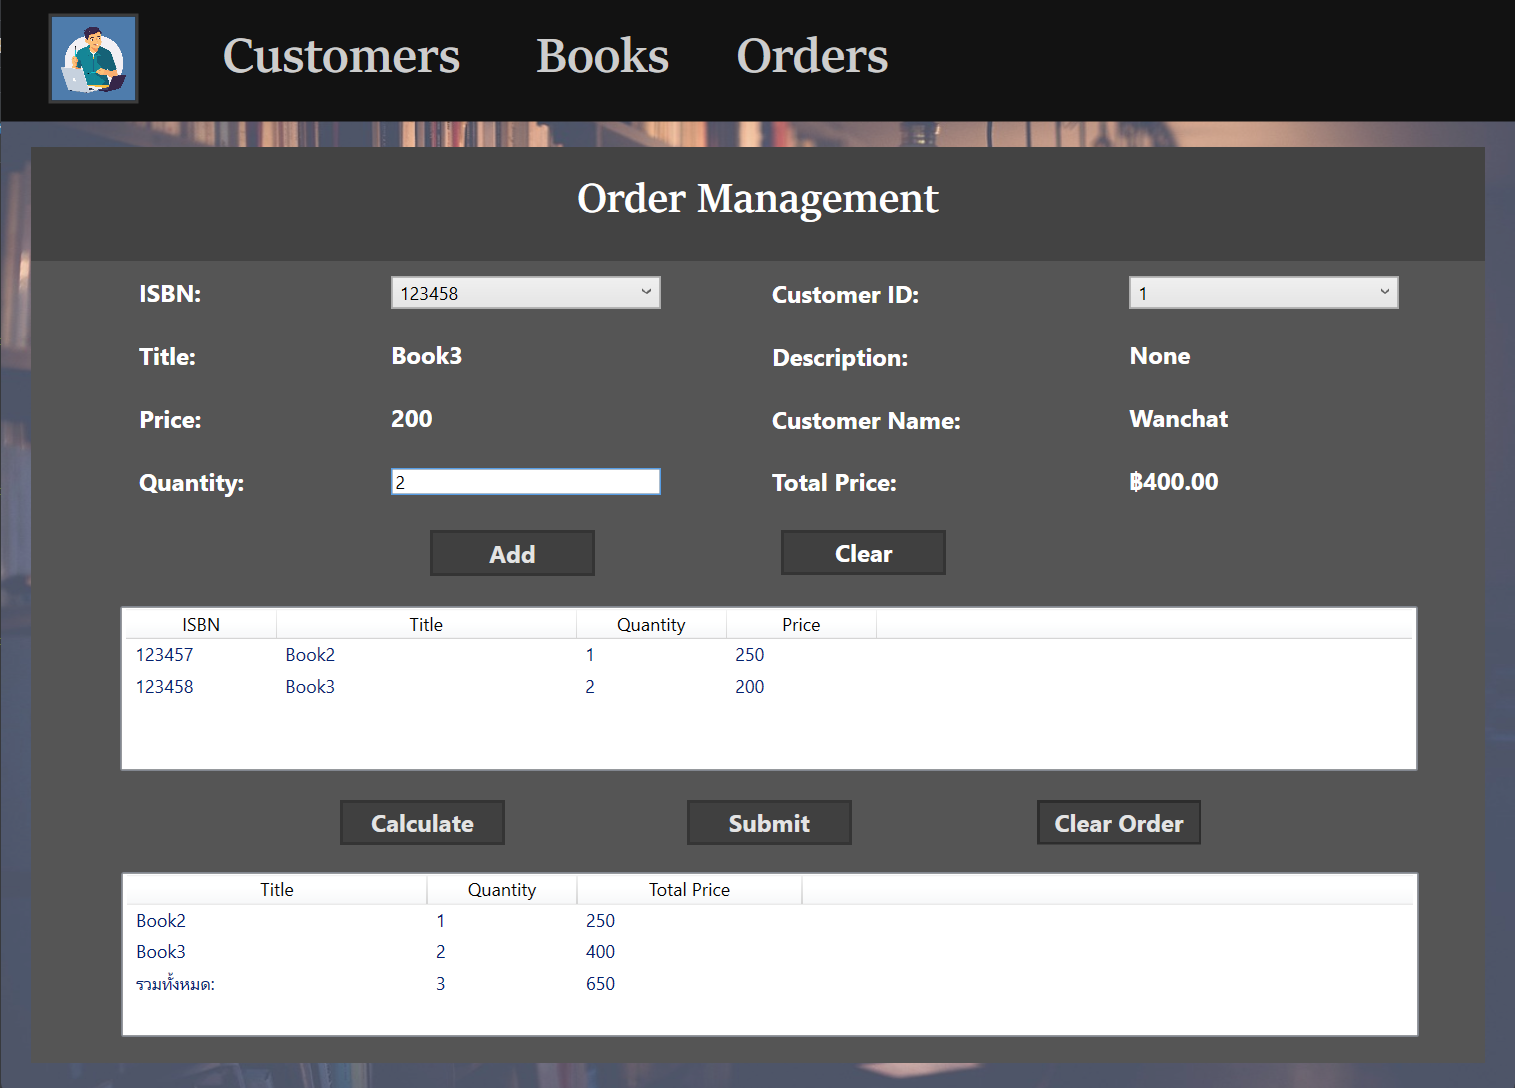 Customers Books Orders
Order Management
ISBN: 123458 Customer ID: 1
Title: Book3 Description: None
Price: 200 Customer Name: Wanchat
Quantity: 2 Total Price: ฿400.00
Add Clear
ISBN Title Quantity Price
123457 Book2 1 250
123458 Book3 2 200
Calculate Submit Clear Order
Title Quantity Total Price
Book2 1 250
Book3 2 400
รวมทั้งหมด: 3 650